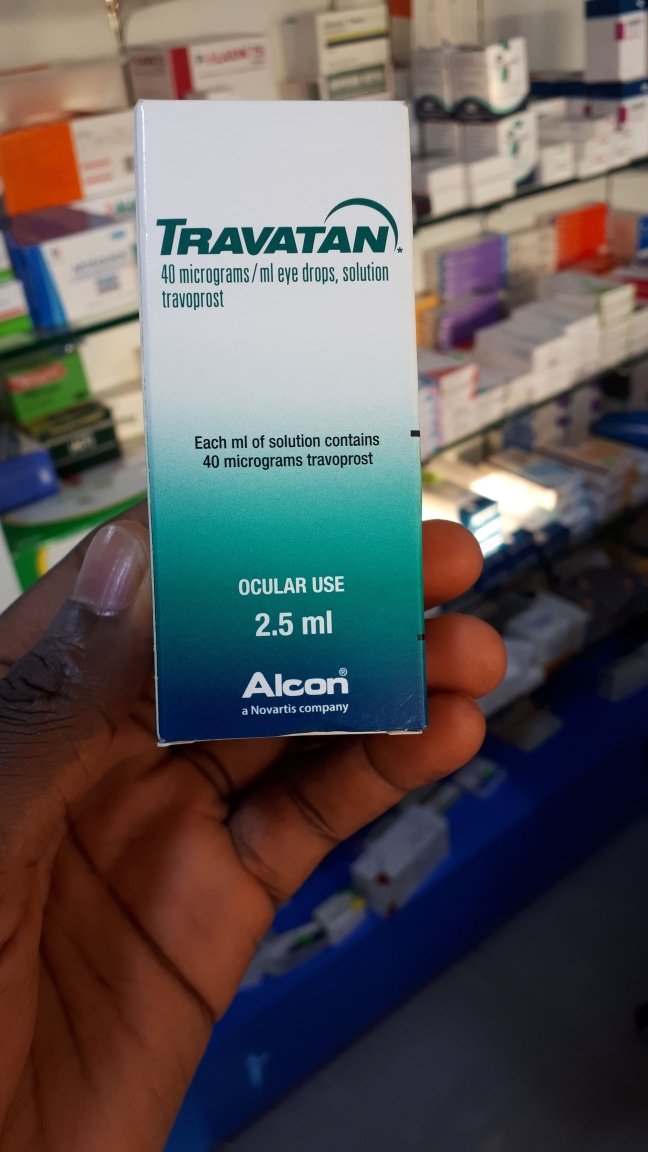 TRAVATAN®*
40 micrograms/ml eye drops, solution
travoprost
Each ml of solution contains
40 micrograms travoprost
OCULAR USE
2.5 ml
Alcon®
a Novartis company